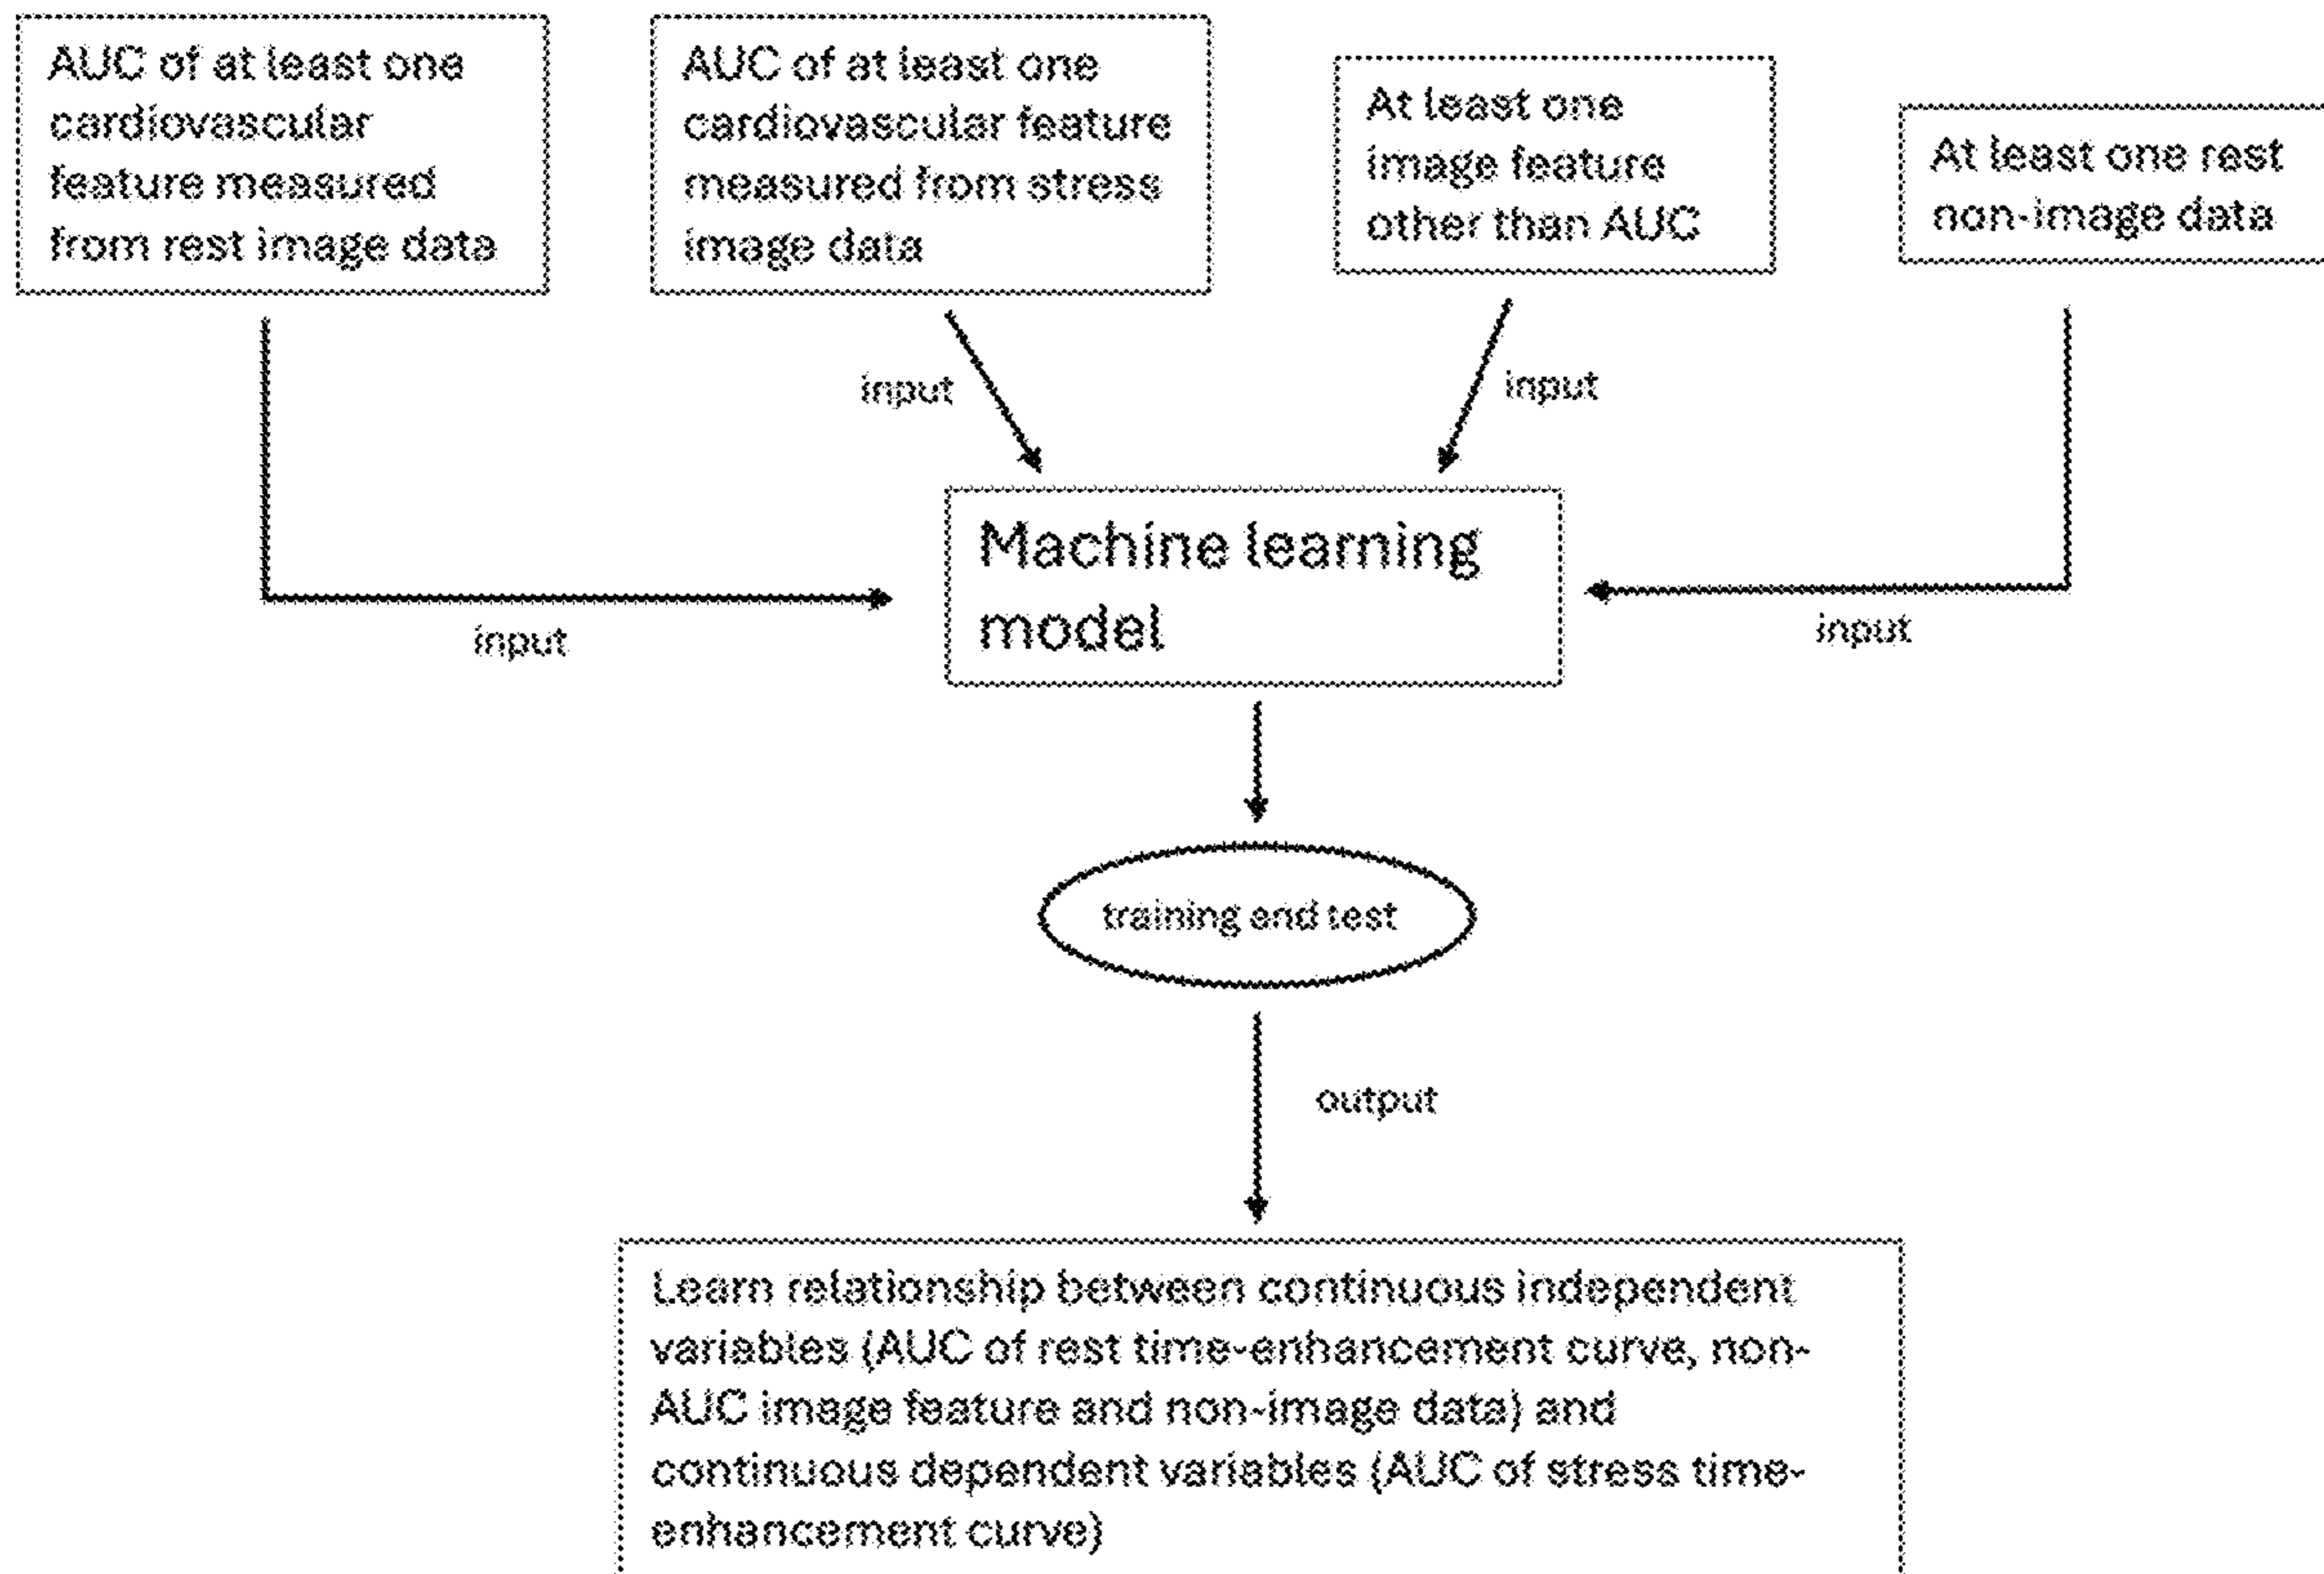 AUC of at least one
cardiovascular
feature measured
from rest image data
AUC of at least one
cardiovascular feature
measured from stress
image data
At least one
image feature
other than AUC
At least one rest
non-image data
input
input
input
input
Machine learning
model
training and test
output
Learn relationship between continuous independent
variables (AUC of rest time-enhancement curve, non-
AUC image feature and non-image data) and
continuous dependent variables (AUC of stress time-
enhancement curve)